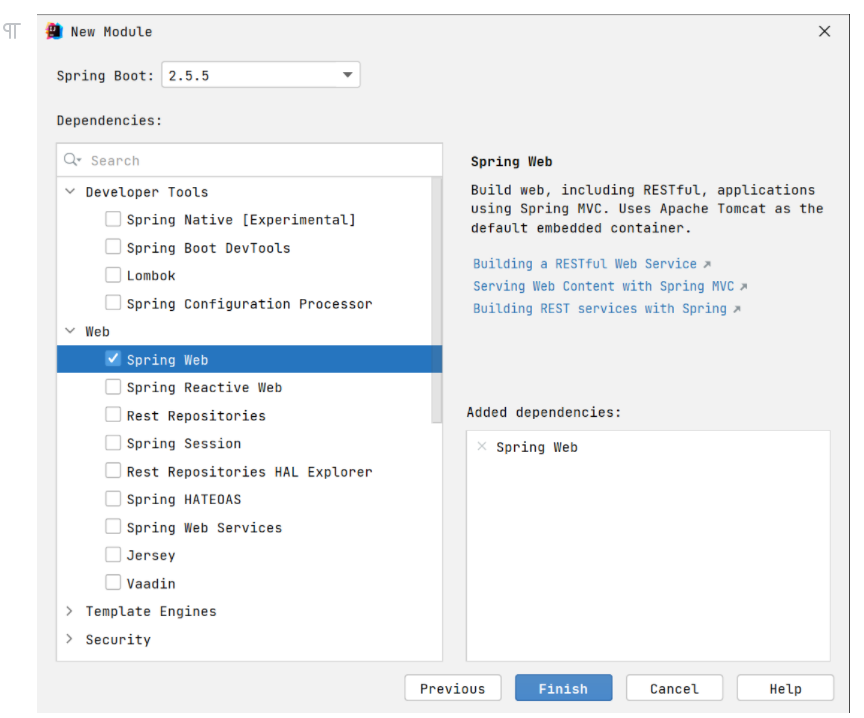 ¶
New Module
Spring Boot: 2.5.5
Dependencies:
Search
Developer Tools
Spring Native [Experimental]
Spring Boot DevTools
Lombok
Spring Configuration Processor
Web
Spring Web
Spring Reactive Web
Rest Repositories
Spring Session
Rest Repositories HAL Explorer
Spring HATEOAS
Spring Web Services
Jersey
Vaadin
Template Engines
Security
Spring Web
Build web, including RESTful, applications
using Spring MVC. Uses Apache Tomcat as the
default embedded container.
Building a RESTful Web Service
Serving Web Content with Spring MVC
Building REST services with Spring
Added dependencies:
Spring Web
Previous Finish Cancel Help